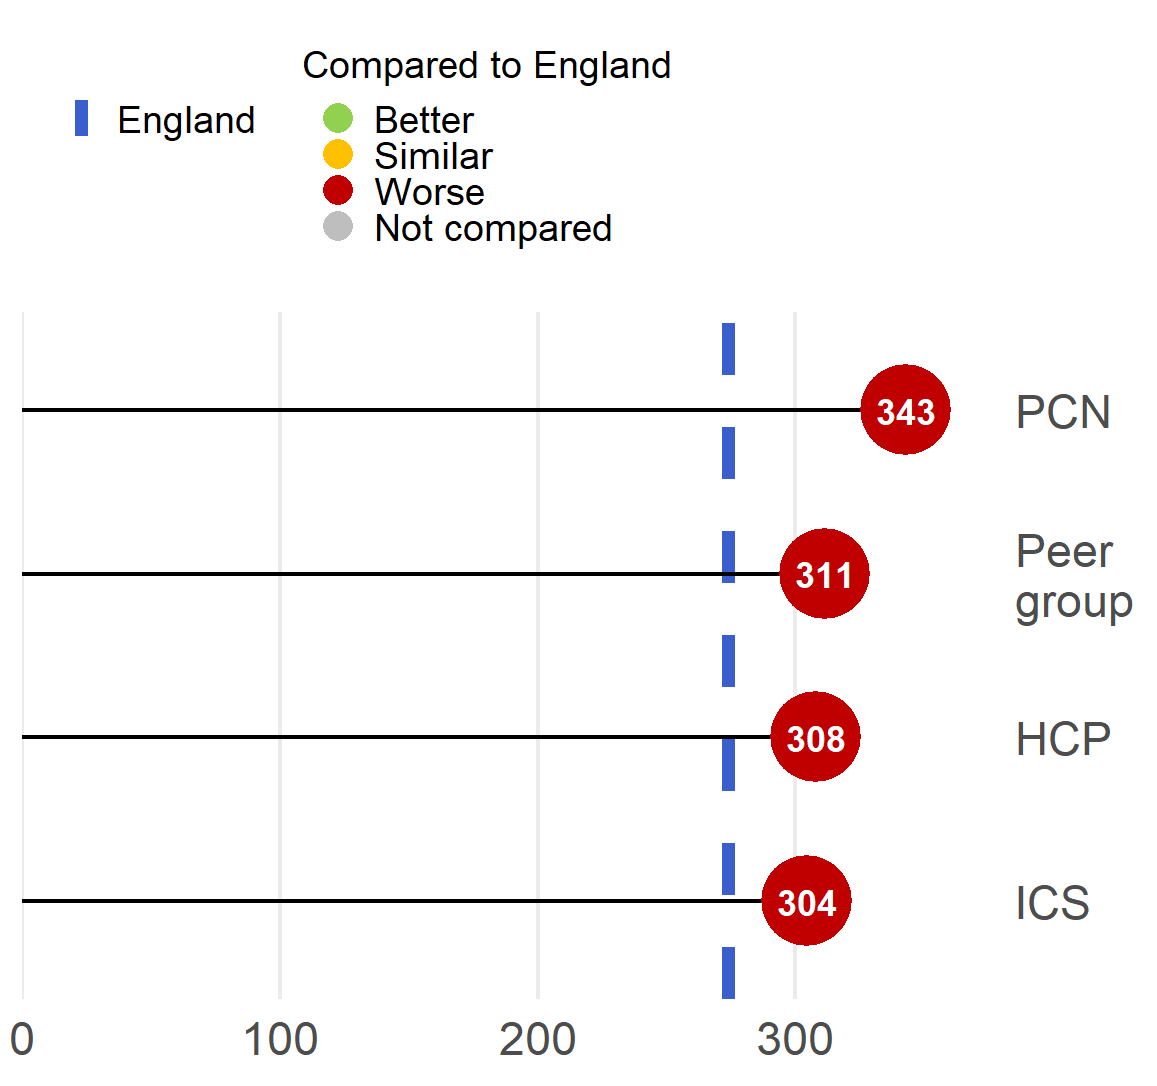 Compared to England
England
Better
Similar
Worse
Not compared
343
PCN
311
Peer
group
308
HCP
304
ICS
0
100
200
300